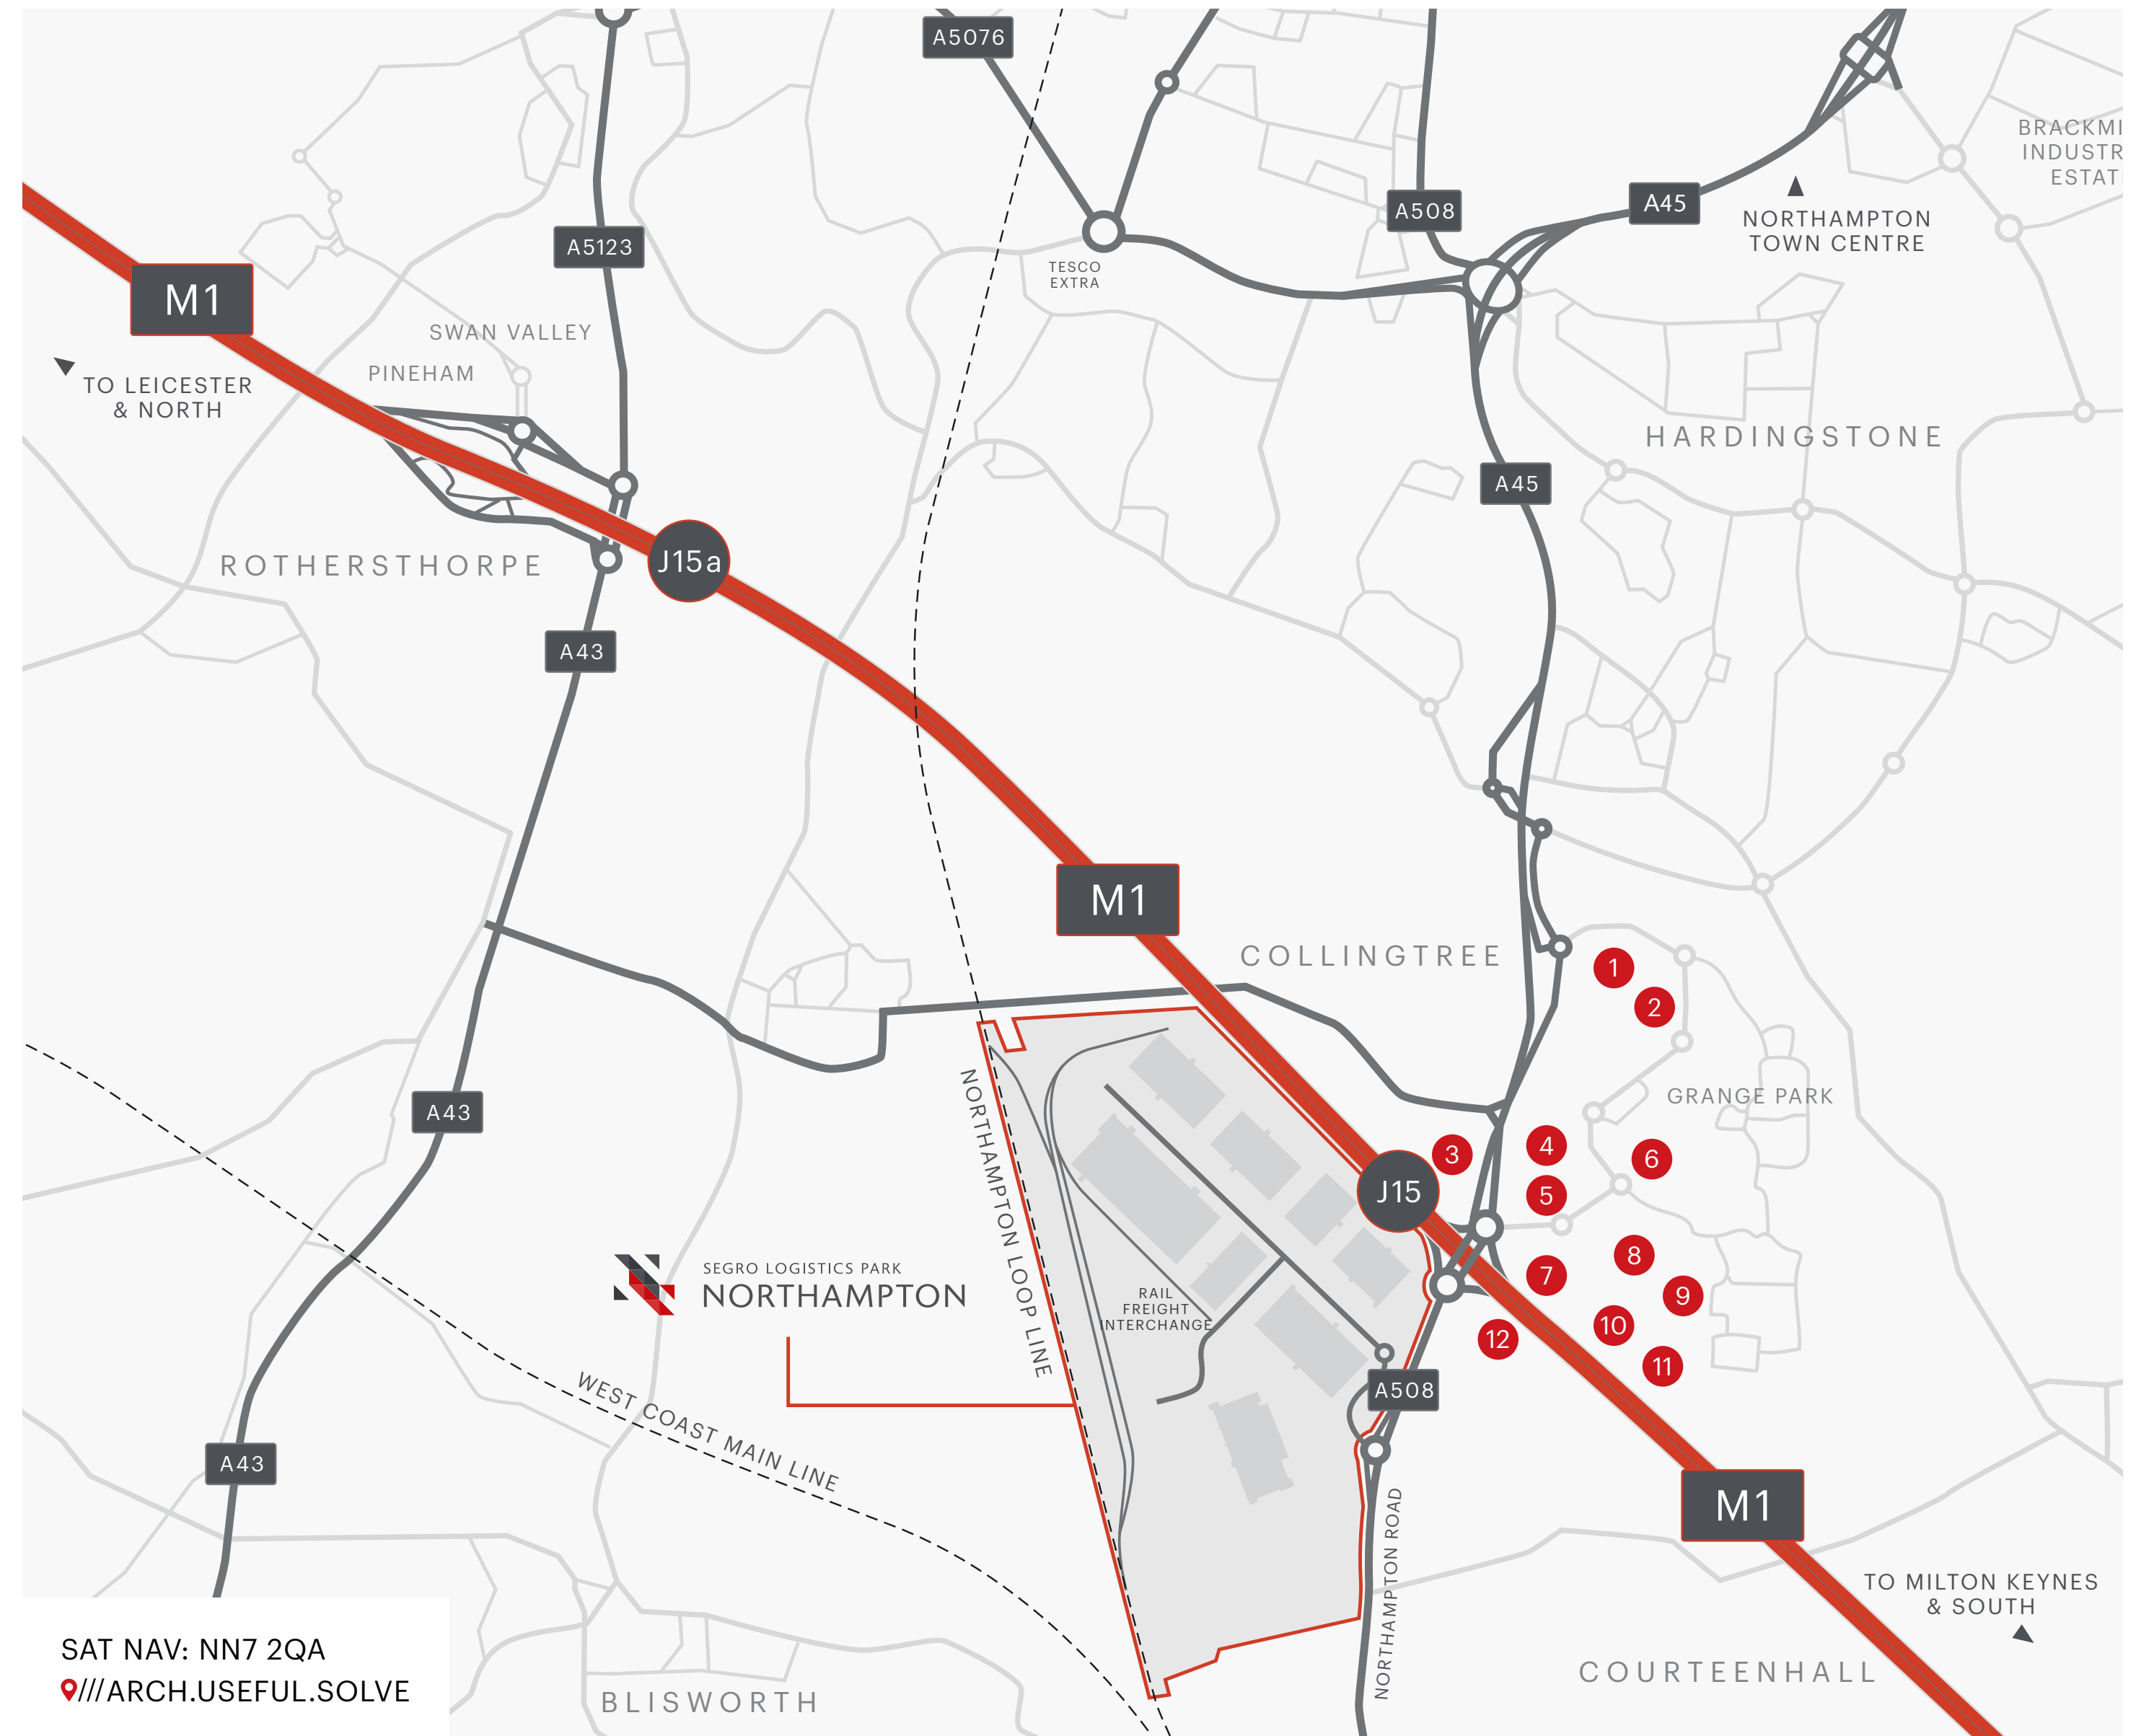 A5076
BRACKMI
INDUSTR
ESTAT
A508
A45
NORTHAMPTON
TOWN CENTRE
A5123
TESCO
EXTRA
M1
SWAN VALLEY
PINEHAM
TO LEICESTER
& NORTH
HARDINGSTONE
A45
ROTHERSTHORPE
J15a
A43
M1
COLLINGTREE
1
2
GRANGE PARK
A43
NORTHAMPTON LOOP LINE
3
4
6
J15
5
SEGRO LOGISTICS PARK
NORTHAMPTON
RAIL
FREIGHT
INTERCHANGE
7
8
9
10
12
11
A508
WEST COAST MAIN LINE
A43
M1
NORTHAMPTON ROAD
TO MILTON KEYNES
& SOUTH
SAT NAV: NN7 2QA
///ARCH.USEFUL.SOLVE
BLISWORTH
COURTEENHALL